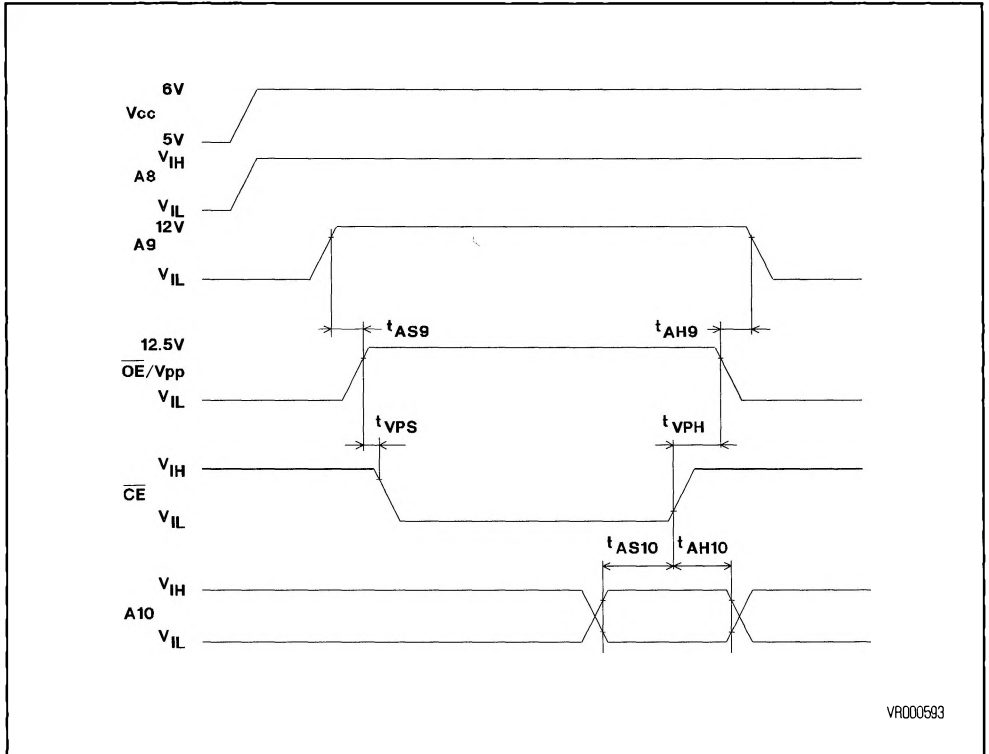 6V
Vcc
5V
VIH
A8
VIL
12V
A9
VIL
tAS9
tAH9
12.5V
OE/Vpp
VIL
tVPS
tVPH
VIH
CE
VIL
tAS10 tAH10
VIH
A10
VIL
VR000593